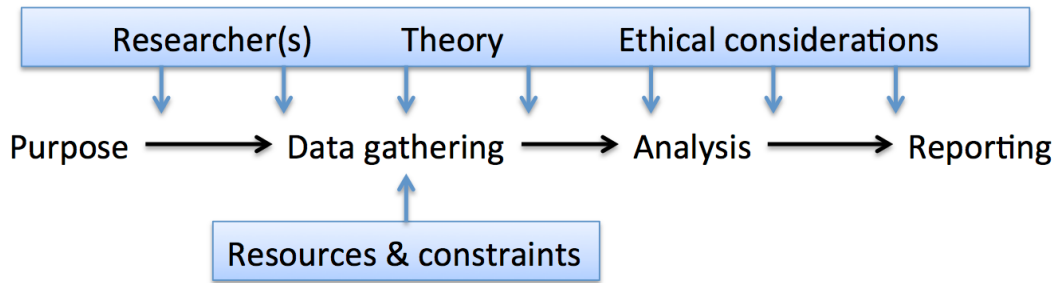 Researcher(s) Theory Ethical considerations
Purpose Data gathering Analysis Reporting
Resources & constraints